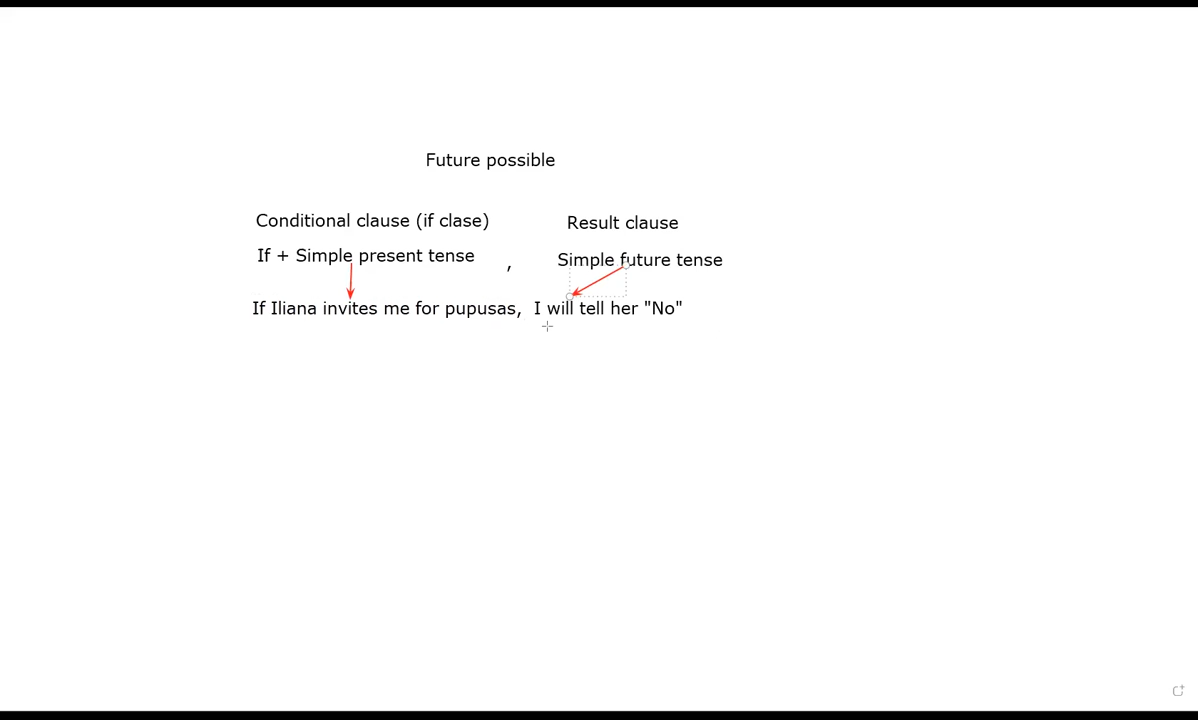 Future possible
Conditional clause (if clase) Result clause
If + Simple present tense , Simple future tense
If Iliana invites me for pupusas, I will tell her "No"